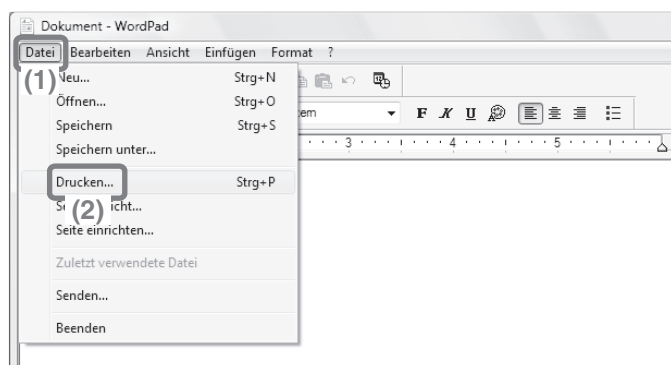 Dokument - WordPad
Datei Bearbeiten Ansicht Einfügen Format ?
(1) Neu... Strg+N
Öffnen... Strg+O
F K U
Speichern Strg+S
Speichern unter...
3 4 5
Drucken... Strg+P
(2)
Seite einrichten...
Zuletzt verwendete Datei
Senden...
Beenden